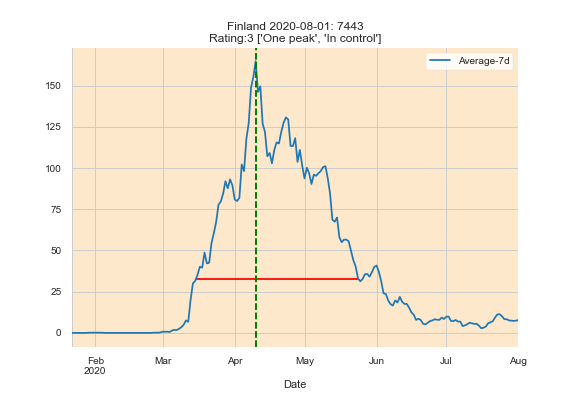 Finland 2020-08-01: 7443
Rating:3 ['One peak', 'In control']
Average-7d
150
125
100
75
50
25
0
Feb
2020
Mar
Apr
May
Jun
Jul
Aug
Date